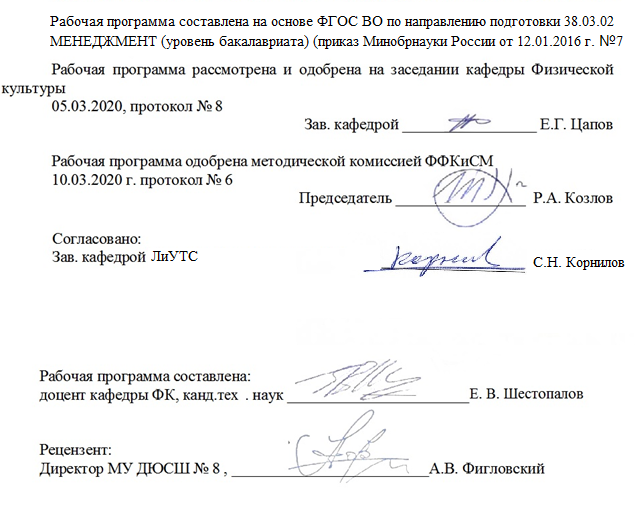 Рабочая программа составлена на основе ФГОС ВО по направлению подготовки 38.03.02
МЕНЕДЖМЕНТ (уровень бакалавриата) (приказ Минобрнауки России от 12.01.2016 г. №7
Рабочая программа рассмотрена и одобрена на заседании кафедры Физической
культуры
05.03.2020, протокол № 8
Зав. кафедрой Е.Г. Цапов
Рабочая программа одобрена методической комиссией ФФКиСМ
10.03.2020 г. протокол № 6
Председатель Р.А. Козлов
Согласовано:
Зав. кафедрой ЛиУТС С.Н. Корнилов
Рабочая программа составлена:
доцент кафедры ФК, канд.тех . наук Е. В. Шестопалов
Рецензент:
Директор МУ ДЮСШ № 8 , А.В. Фигловский